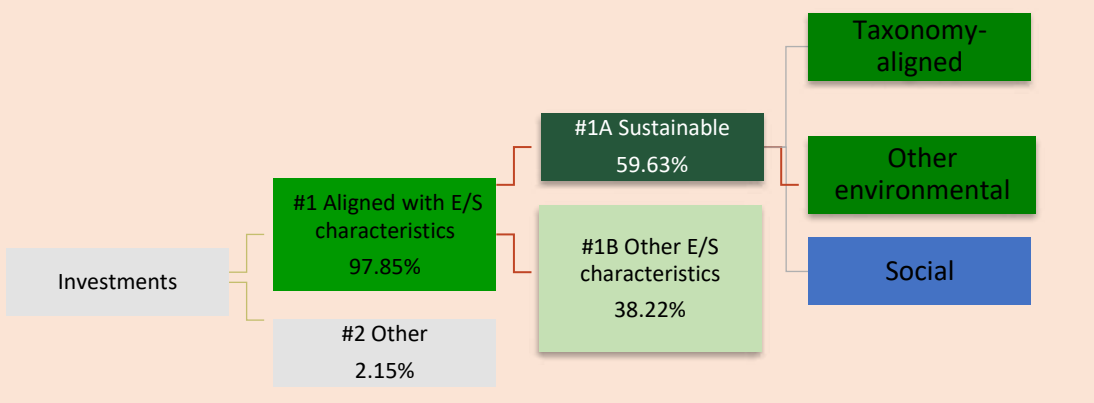 Investments
#1 Aligned with E/S
characteristics
97.85%
#2 Other
2.15%
#1A Sustainable
59.63%
#1B Other E/S
characteristics
38.22%
Taxonomy-
aligned
Other
environmental
Social